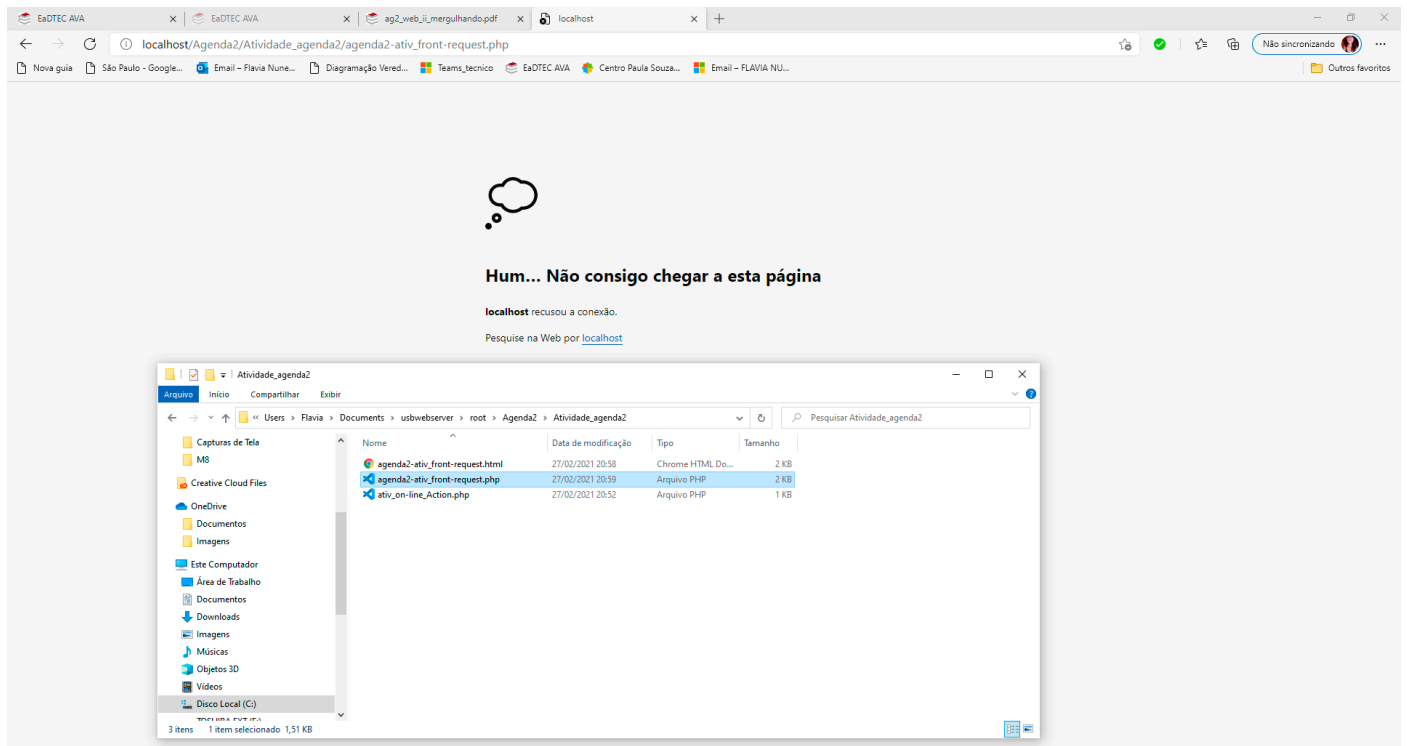 EaDTEC AVA
EaDTEC AVA
ag2_web_ii_mergulhando.pdf
localhost
localhost/Agenda2/Atividade_agenda2/agenda2-ativ_front-request.php
Não sincronizando
Nova guia
São Paulo - Google...
Email – Flavia Nune...
Diagramação Vered...
Teams_tecnico
EaDTEC AVA
Centro Paula Souza...
Email – FLAVIA NU...
Outros favoritos
Hum... Não consigo chegar a esta página
localhost recusou a conexão.
Pesquise na Web por localhost
Atividade_agenda2
Arquivo Início Compartilhar Exibir
« Users › Flavia › Documents › usbwebserver › root › Agenda2 › Atividade_agenda2
Pesquisar Atividade_agenda2
Capturas de Tela
M8
Creative Cloud Files
OneDrive
Documentos
Imagens
Este Computador
Área de Trabalho
Documentos
Downloads
Imagens
Músicas
Objetos 3D
Vídeos
Disco Local (C:)
Nome Data de modificação Tipo Tamanho
agenda2-ativ_front-request.html 27/02/2021 20:58 Chrome HTML Do... 2 KB
agenda2-ativ_front-request.php 27/02/2021 20:59 Arquivo PHP 2 KB
ativ_on-line_Action.php 27/02/2021 20:52 Arquivo PHP 1 KB
3 itens 1 item selecionado 1,51 KB